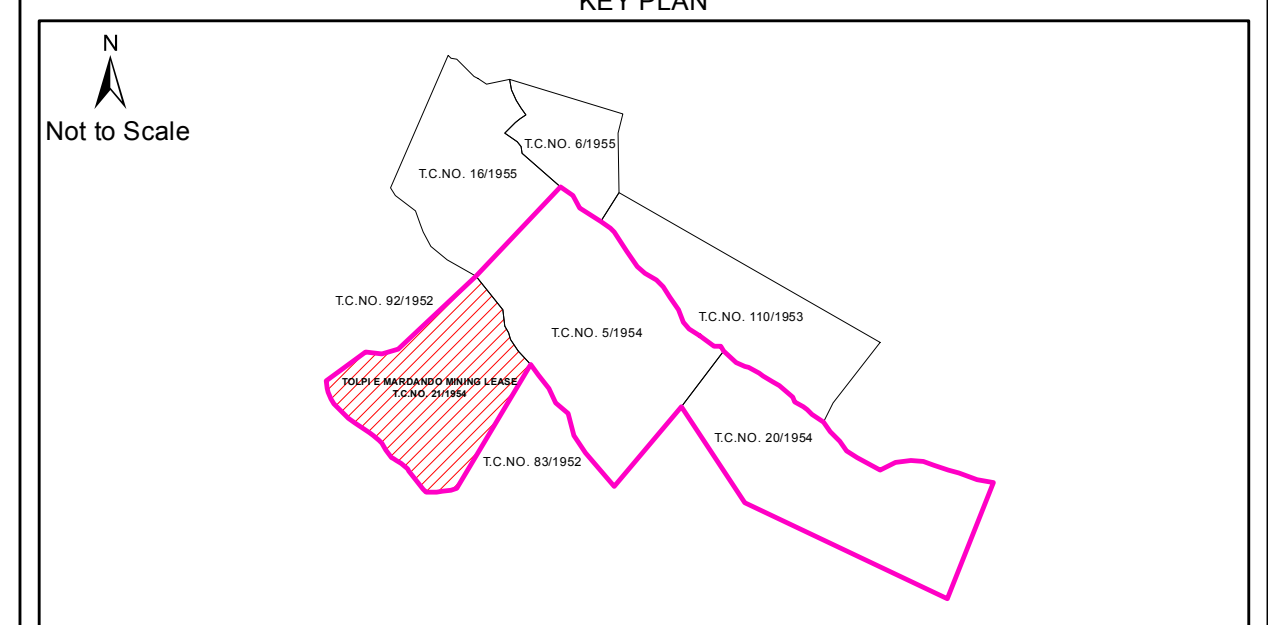 KEY PLAN
N
Not to Scale
T.C.NO. 6/1955
T.C.NO. 16/1955
T.C.NO. 92/1952
T.C.NO. 110/1953
T.C.NO. 5/1954
TOLPI E MARDANDO MINING LEASE
T.C.NO. 21/1954
T.C.NO. 20/1954
T.C.NO. 83/1952